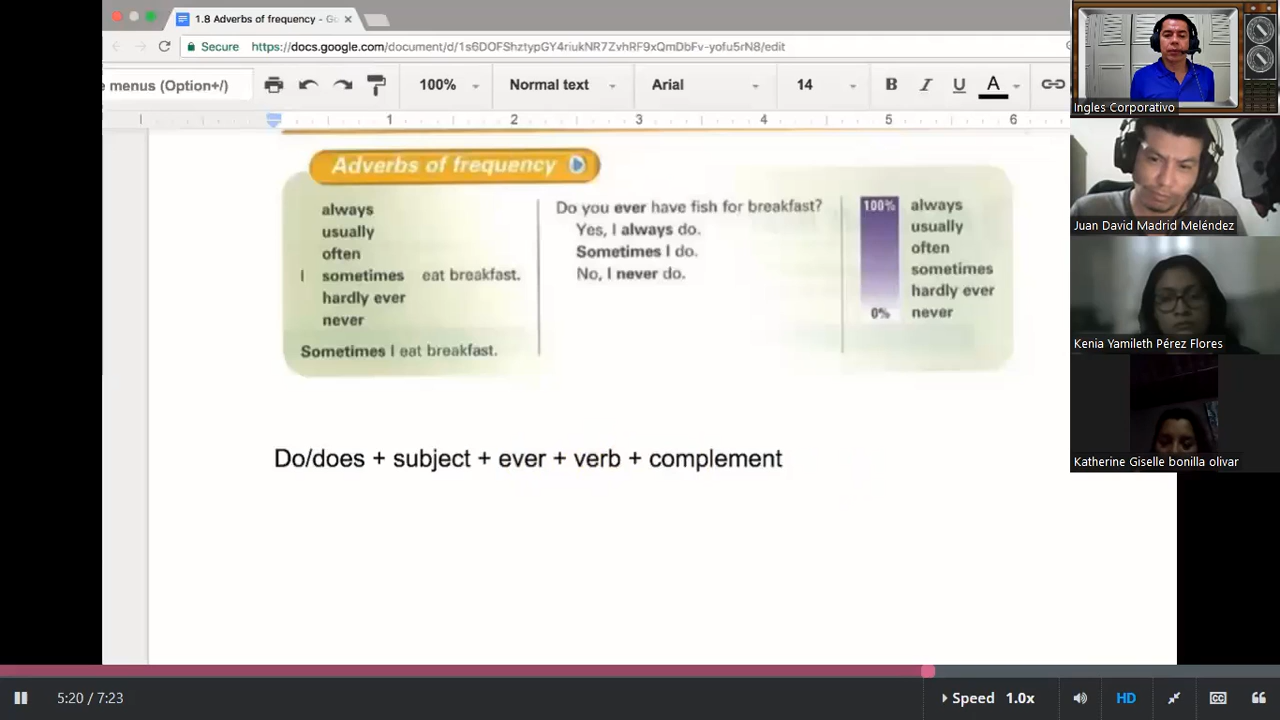 1.8 Adverbs of frequency - Go
Secure https://docs.google.com/document/d/1s6DOFShztypGY4riukNR7ZvhRF9xQmDbFv-yofu5rN8/edit
e menus (Option+/) 100% Normal text Arial 14 B I U A
1 1 2 3 4 5 6
Adverbs of frequency
always
usually
often
I sometimes eat breakfast.
hardly ever
never
Sometimes I eat breakfast.
Do you ever have fish for breakfast?
Yes, I always do.
Sometimes I do.
No, I never do.
100% always
usually
often
sometimes
hardly ever
0% never
Do/does + subject + ever + verb + complement
Ingles Corporativo
Juan David Madrid Meléndez
Kenia Yamileth Pérez Flores
Katherine Giselle bonilla olivar
5:20 / 7:23
Speed 1.0x
HD
CC